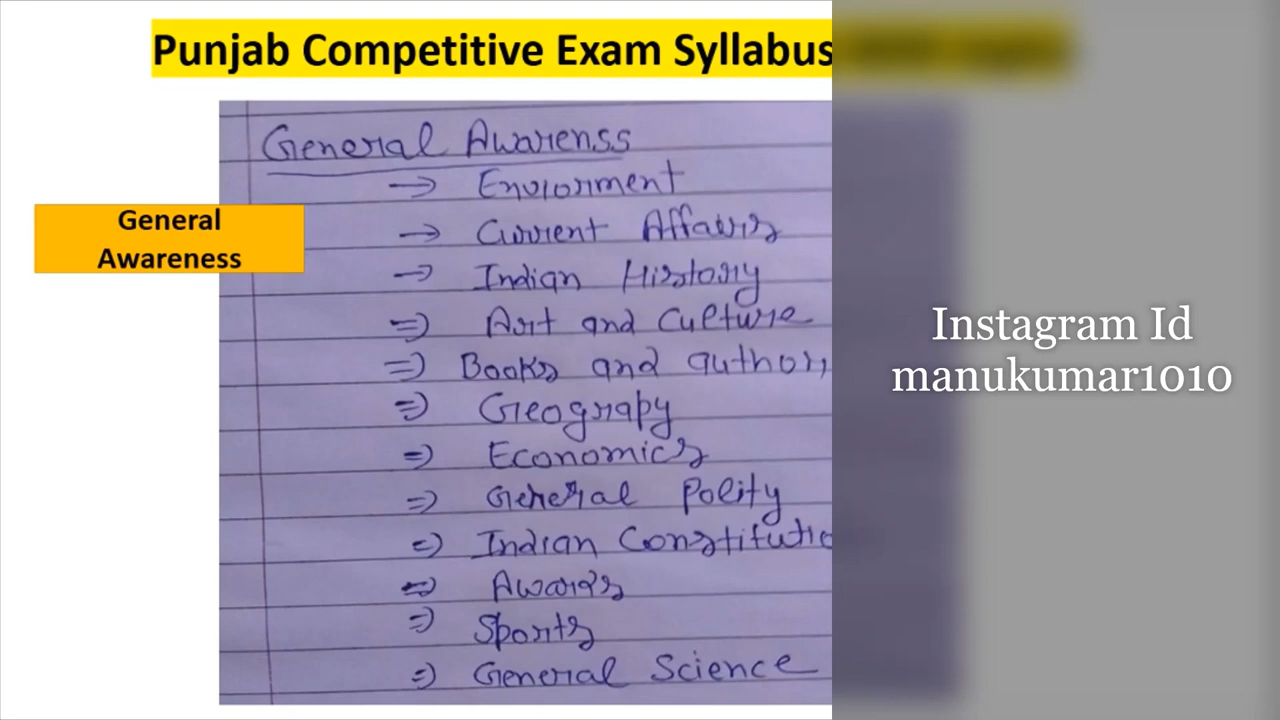 Punjab Competitive Exam Syllabus
General
Awareness
General Awarenss
→ Enviorment
→ Current Affairs
→ Indian History
⇒ Art and Culture
⇒ Books and author,
⇒ Geograpy
⇒ Economics
⇒ General Polity
⇒ Indian Constitutio
⇒ Awards
⇒ Sports
⇒ General Science
Instagram Id
manukumar1010